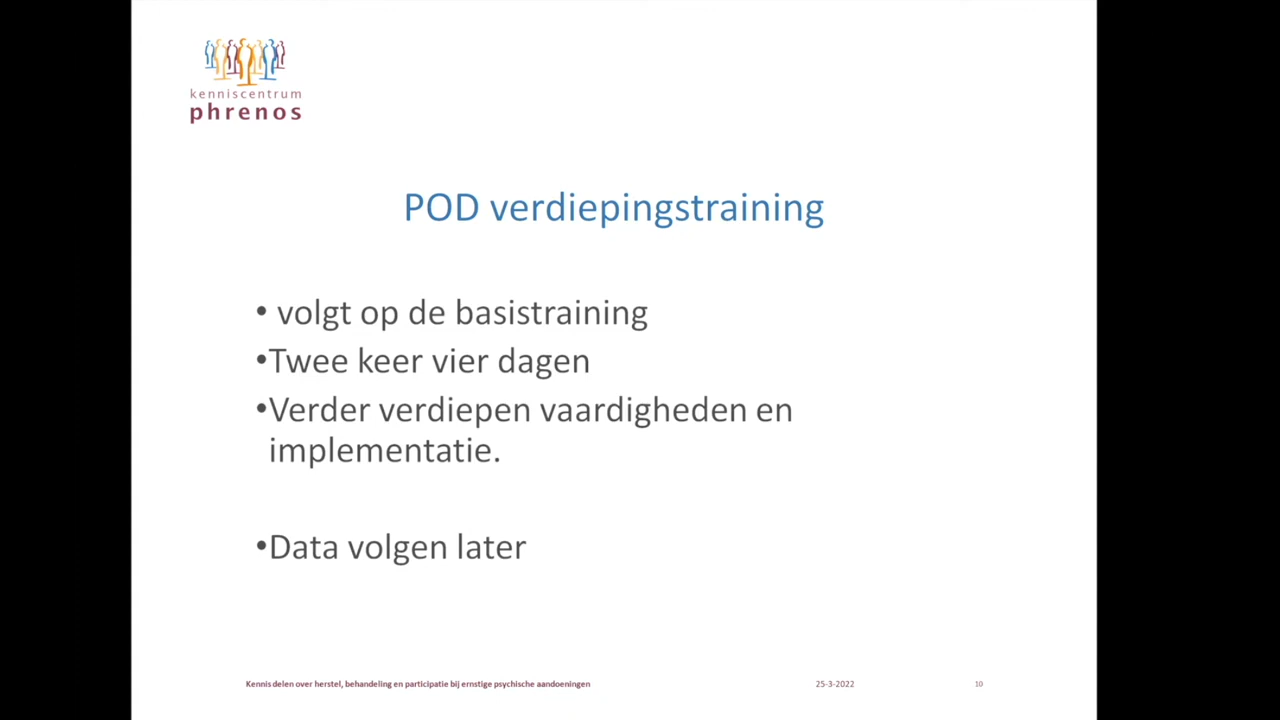 kenniscentrum
phrenos
POD verdiepingstraining
• volgt op de basistraining
•Twee keer vier dagen
•Verder verdiepen vaardigheden en
implementatie.
•Data volgen later
Kennis delen over herstel, behandeling en participatie bij ernstige psychische aandoeningen
25-3-2022
10